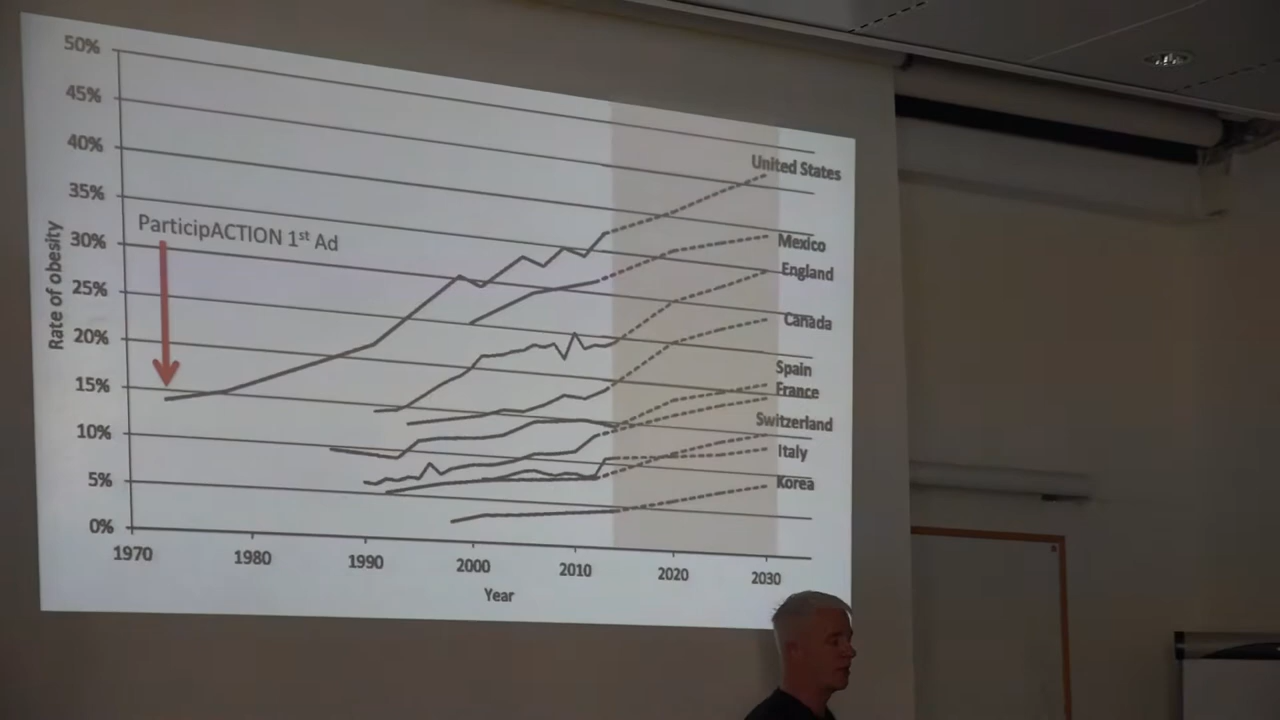 50%
45%
40%
35%
30%
25%
20%
15%
10%
5%
0%
Rate of obesity
ParticipACTION 1st Ad
United States
Mexico
England
Canada
Spain
France
Switzerland
Italy
Korea
1970 1980 1990 2000 2010 2020 2030
Year